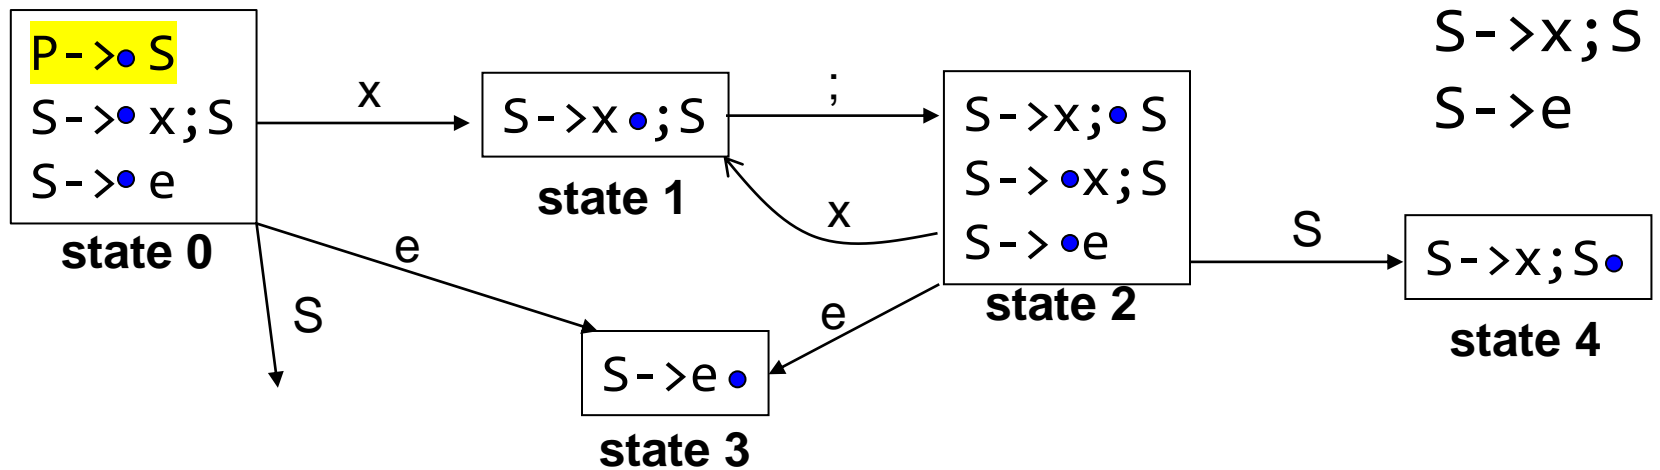 P->• S
S->• x;S
S->• e
state 0
x
S->x •;S
state 1
;
S->x;• S
S-> •x;S
S-> •e
state 2
x
e
S
e
S->e •
state 3
S
S->x;S•
state 4
S->x;S
S->e